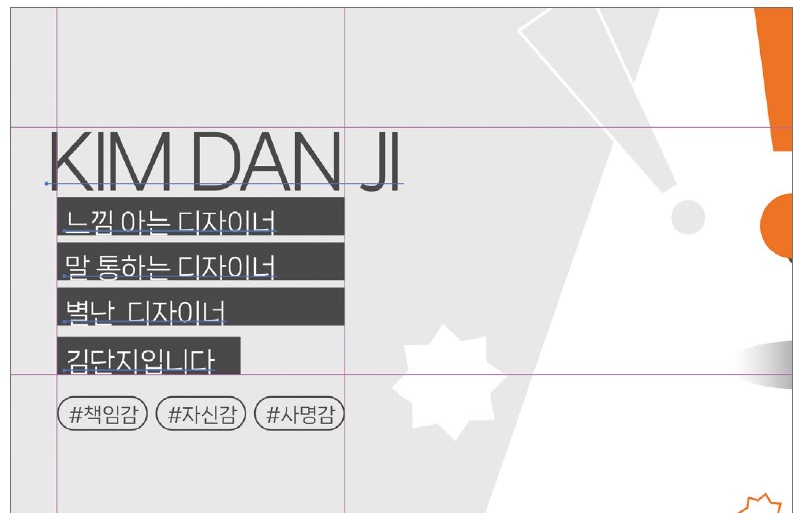 KIM DAN JI
느낌 아는 디자이너
말 통하는 디자이너
별난 디자이너
김단지입니다
#책임감 #자신감 #사명감